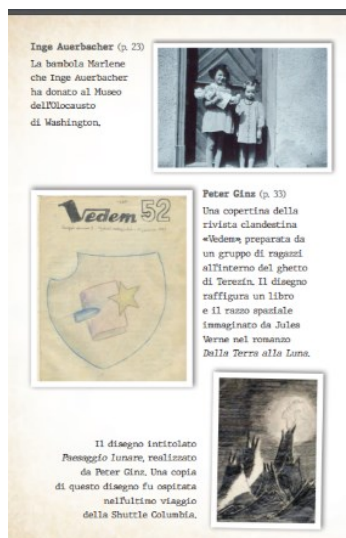 Inge Auerbacher (p. 23)
La bambola Marlene
che Inge Auerbacher
ha donato al Museo
dell'Olocausto
di Washington.
Vedem 52
Peter Ginz (p. 33)
Una copertina della
rivista clandestina
«Vedem», preparata da
un gruppo di ragazzi
all'interno del ghetto
di Terezin. Il disegno
raffigura un libro
e il razzo spaziale
immaginato da Jules
Verne nel romanzo
Dalla Terra alla Luna.
Il disegno intitolato
Paesaggio lunare, realizzato
da Peter Ginz. Una copia
di questo disegno fu ospitata
nell'ultimo viaggio
della Shuttle Columbia.